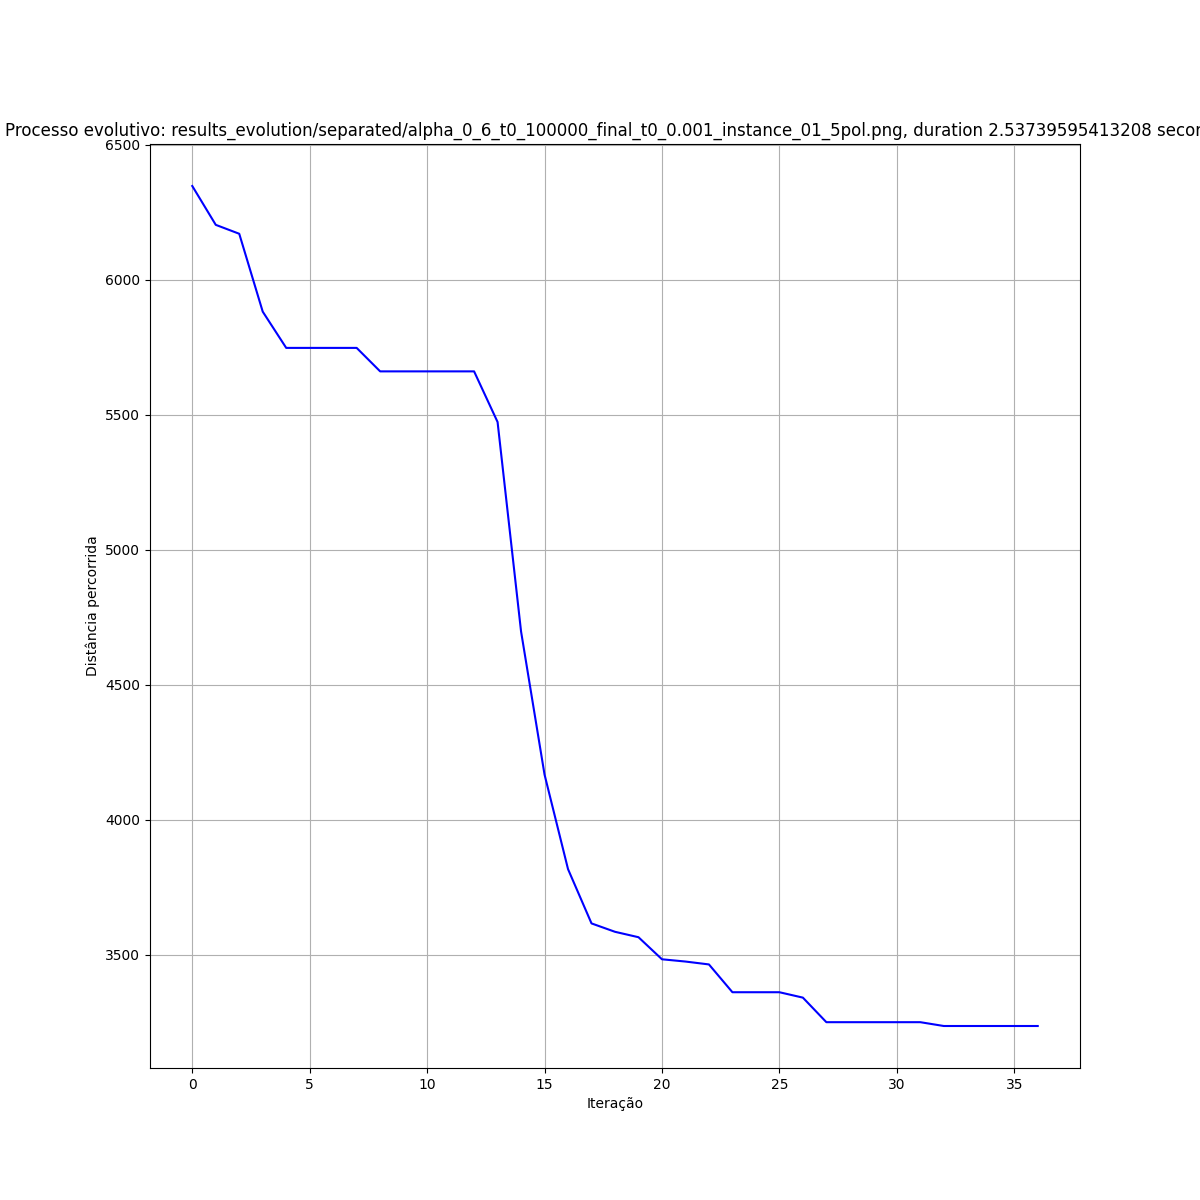 Processo evolutivo: results_evolution/separated/alpha_0_6_t0_100000_final_t0_0.001_instance_01_5pol.png, duration 2.53739595413208
6500
6000
5500
5000
4500
4000
3500
Distância percorrida
0 5 10 15 20 25 30 35
Iteração